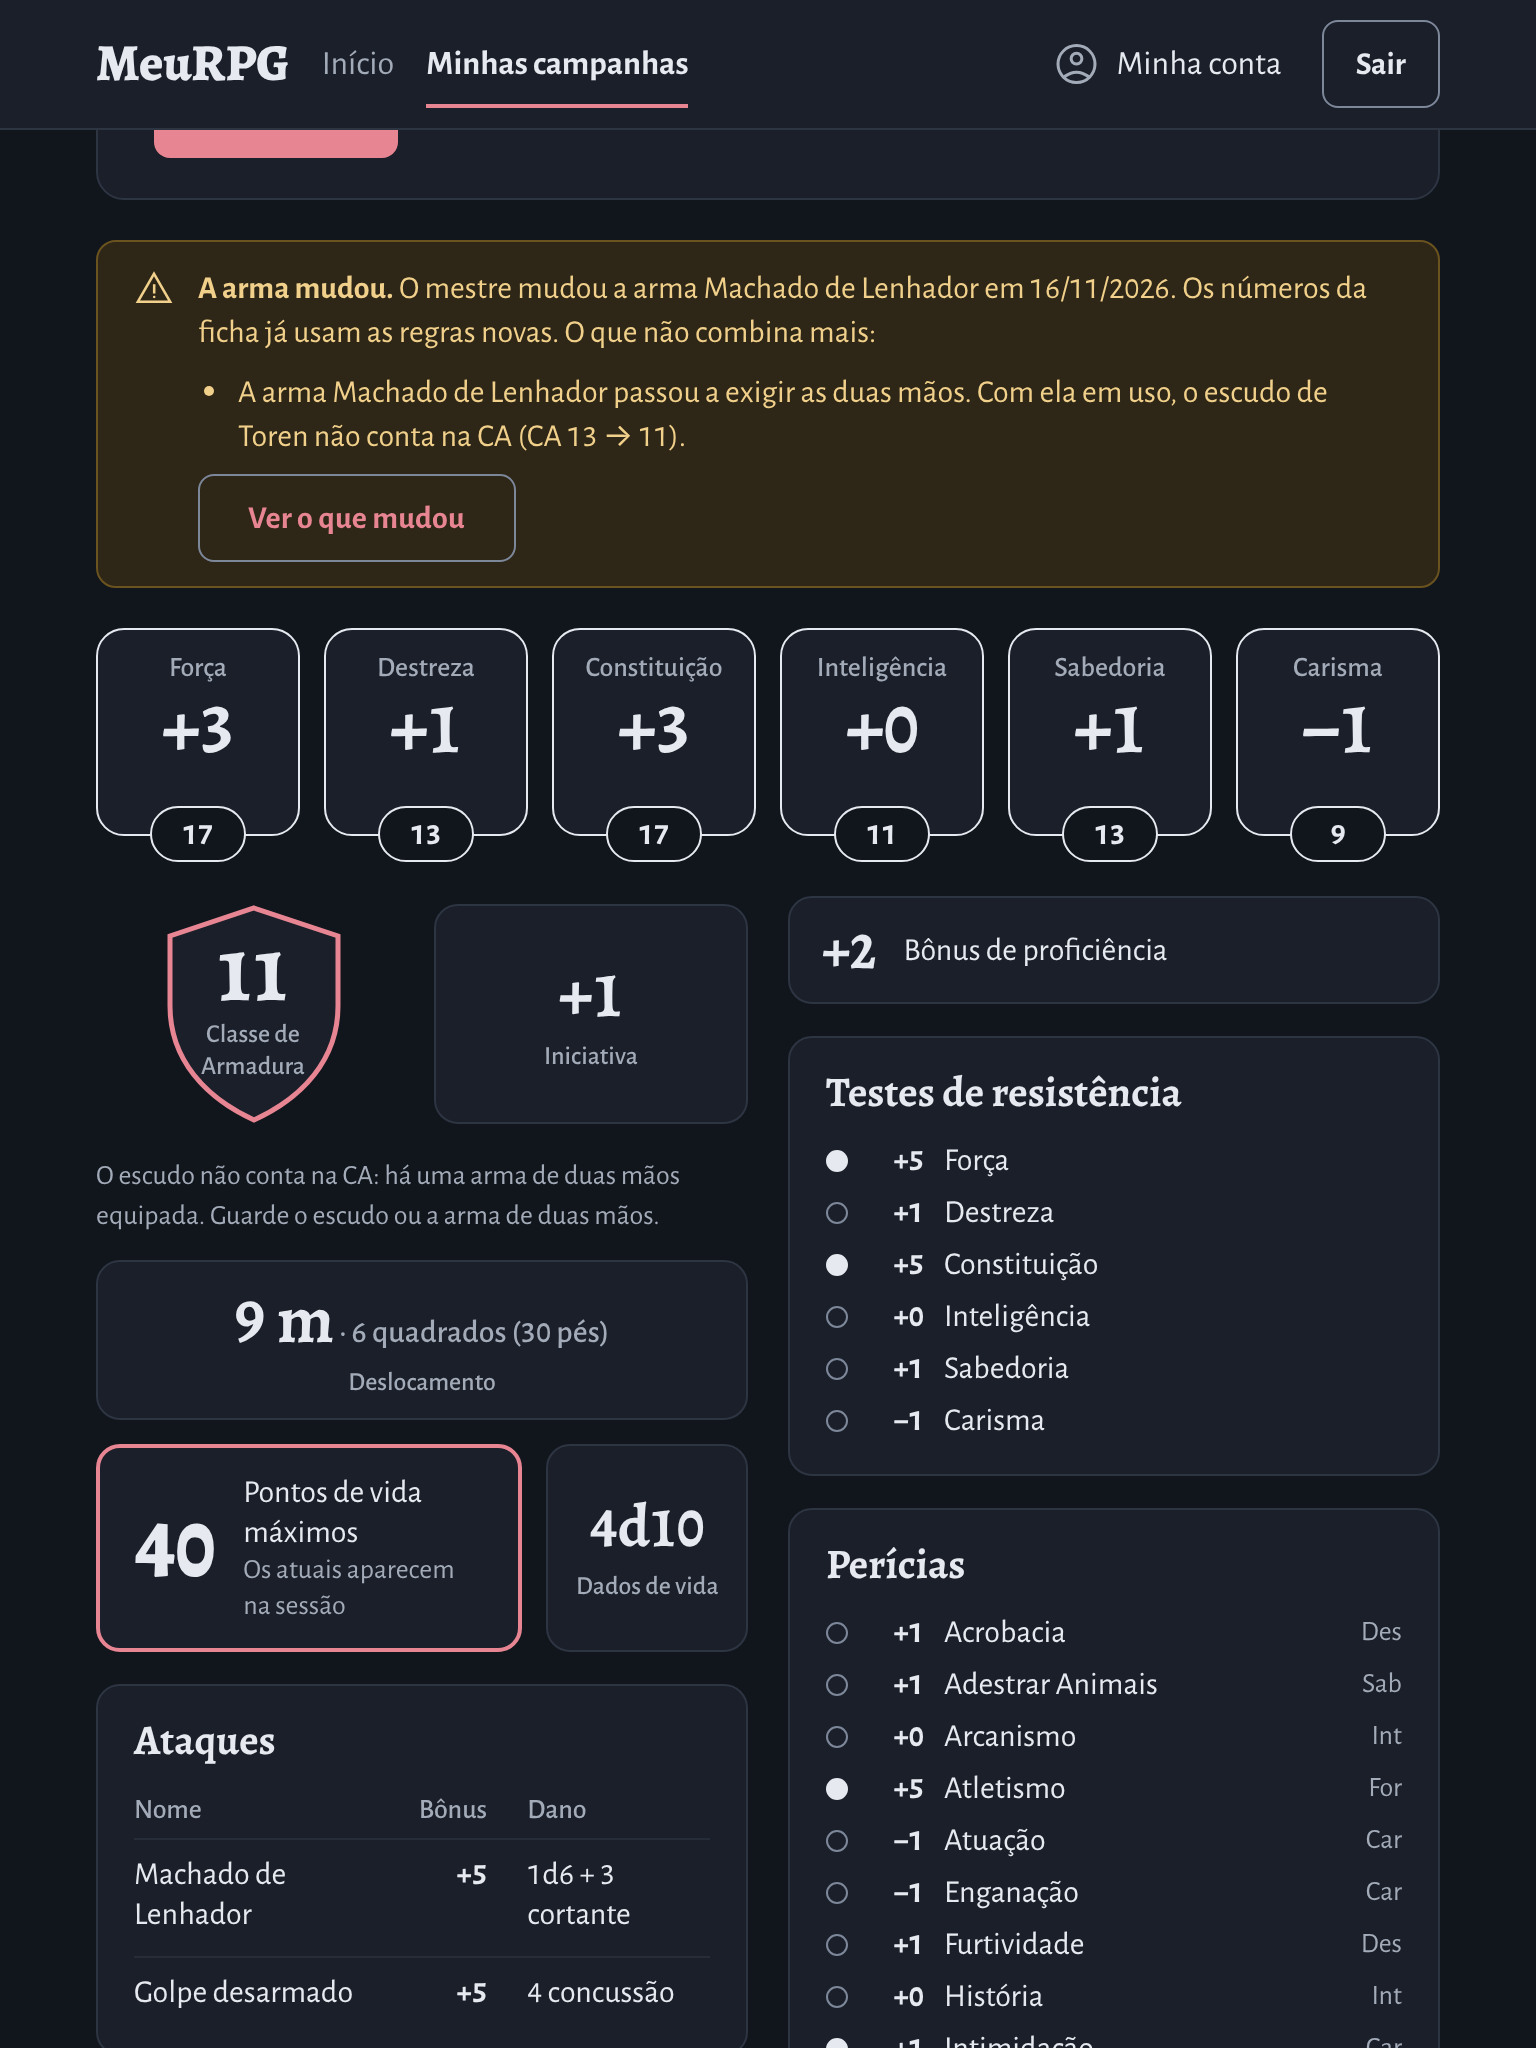 MeuRPG
Início
Minhas campanhas
Minha conta
Sair
A arma mudou. O mestre mudou a arma Machado de Lenhador em 16/11/2026. Os números da
ficha já usam as regras novas. O que não combina mais:
• A arma Machado de Lenhador passou a exigir as duas mãos. Com ela em uso, o escudo de
Toren não conta na CA (CA 13 → 11).
Ver o que mudou
Força
+3
17
Destreza
+1
13
Constituição
+3
17
Inteligência
+0
11
Sabedoria
+1
13
Carisma
−1
9
11
Classe de
Armadura
+1
Iniciativa
O escudo não conta na CA: há uma arma de duas mãos
equipada. Guarde o escudo ou a arma de duas mãos.
9 m · 6 quadrados (30 pés)
Deslocamento
40
Pontos de vida
máximos
Os atuais aparecem
na sessão
4d10
Dados de vida
Ataques
Nome Bônus Dano
Machado de
Lenhador
+5
1d6 + 3
cortante
Golpe desarmado +5 4 concussão
+2 Bônus de proficiência
Testes de resistência
+5 Força
+1 Destreza
+5 Constituição
+0 Inteligência
+1 Sabedoria
−1 Carisma
Perícias
+1 Acrobacia Des
+1 Adestrar Animais Sab
+0 Arcanismo Int
+5 Atletismo For
−1 Atuação Car
−1 Enganação Car
+1 Furtividade Des
+0 História Int
+1 Intimidação Car